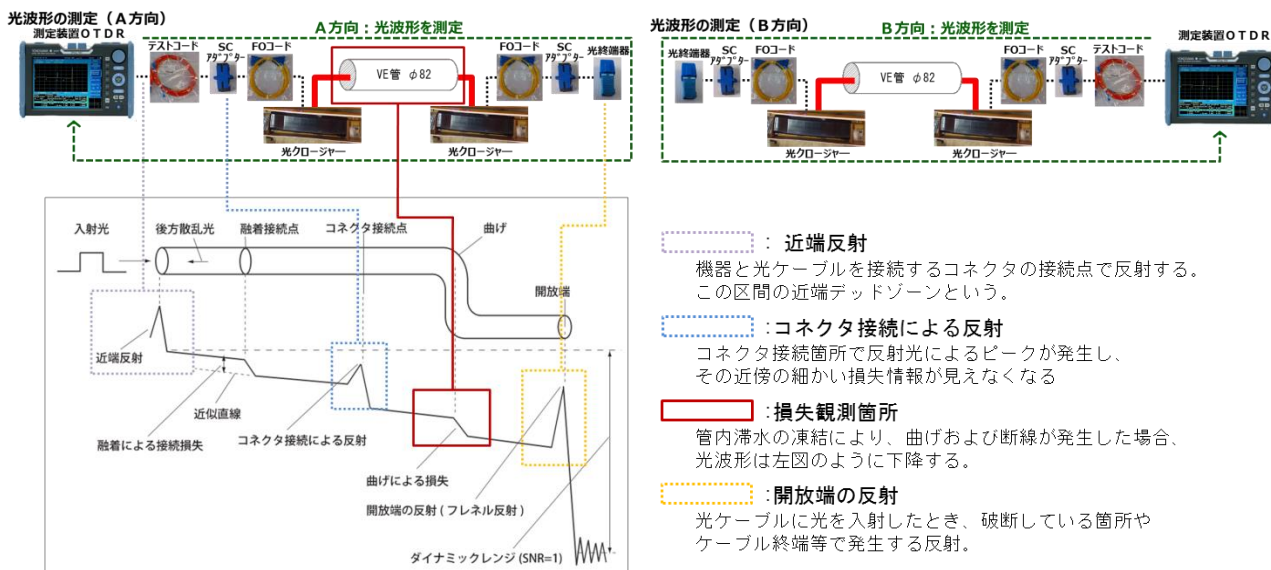 光波形の測定（A方向）
測定装置OTDR
A方向：光波形を測定
テストコード
SC
アダプター
FOコード
VE管 φ82
FOコード
SC
アダプター
光終端器
光クロージャー
光クロージャー
光波形の測定（B方向）
B方向：光波形を測定
測定装置OTDR
光終端器
SC
アダプター
FOコード
VE管 φ82
FOコード
SC
アダプター
テストコード
光クロージャー
光クロージャー
入射光
後方散乱光
融着接続点
コネクタ接続点
曲げ
開放端
近端反射
近似直線
融着による接続損失
コネクタ接続による反射
曲げによる損失
開放端の反射(フレネル反射)
ダイナミックレンジ(SNR=1)
：近端反射
機器と光ケーブルを接続するコネクタの接続点で反射する。
この区間の近端デッドゾーンという。
：コネクタ接続による反射
コネクタ接続箇所で反射光によるピークが発生し、
その近傍の細かい損失情報が見えなくなる
：損失観測箇所
管内滞水の凍結により、曲げおよび断線が発生した場合、
光波形は左図のように下降する。
：開放端の反射
光ケーブルに光を入射したとき、破断している箇所や
ケーブル終端等で発生する反射。